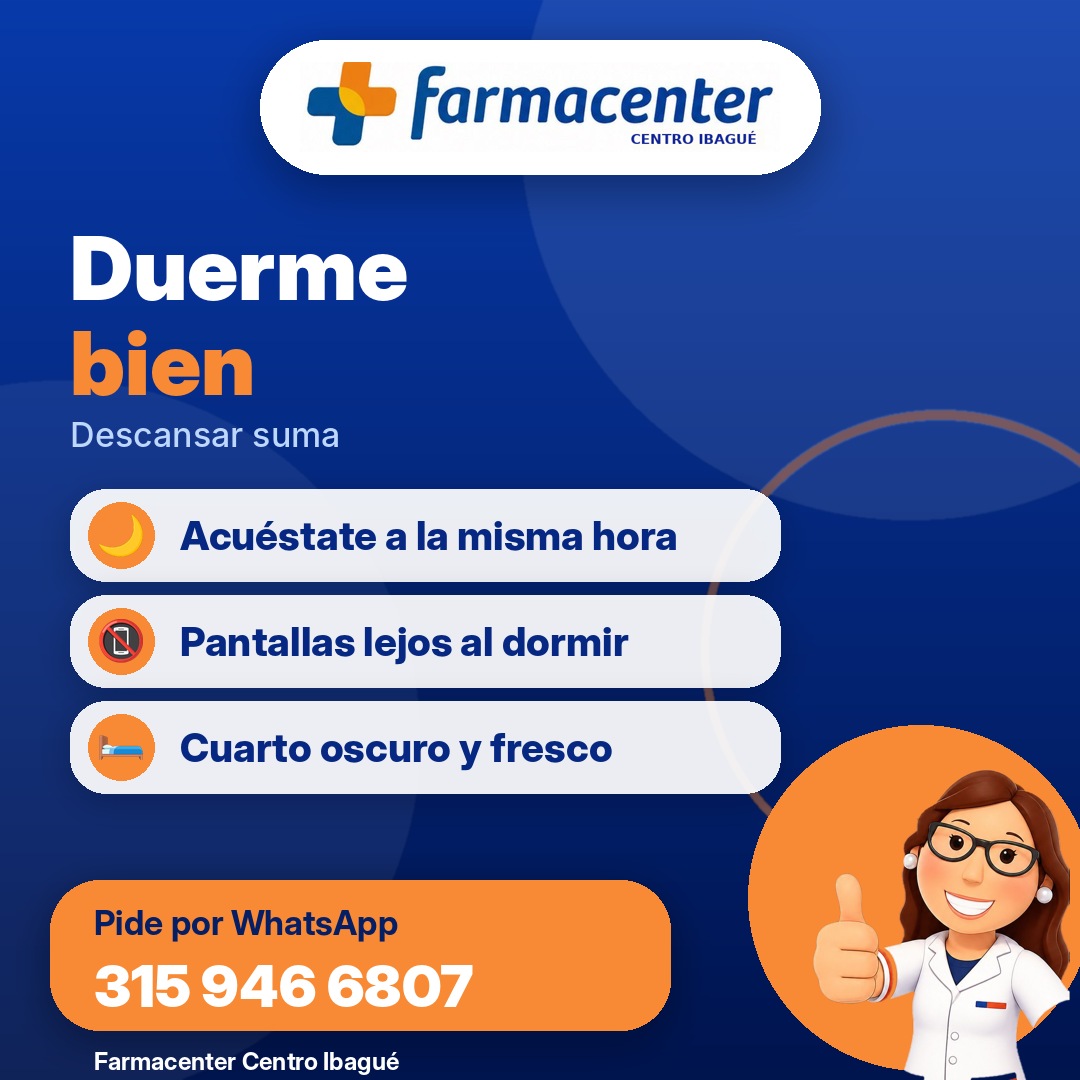 farmacenter
CENTRO IBAGUÉ
Duerme
bien
Descansar suma
Acuéstate a la misma hora
Pantallas lejos al dormir
Cuarto oscuro y fresco
Pide por WhatsApp
315 946 6807
Farmacenter Centro Ibagué